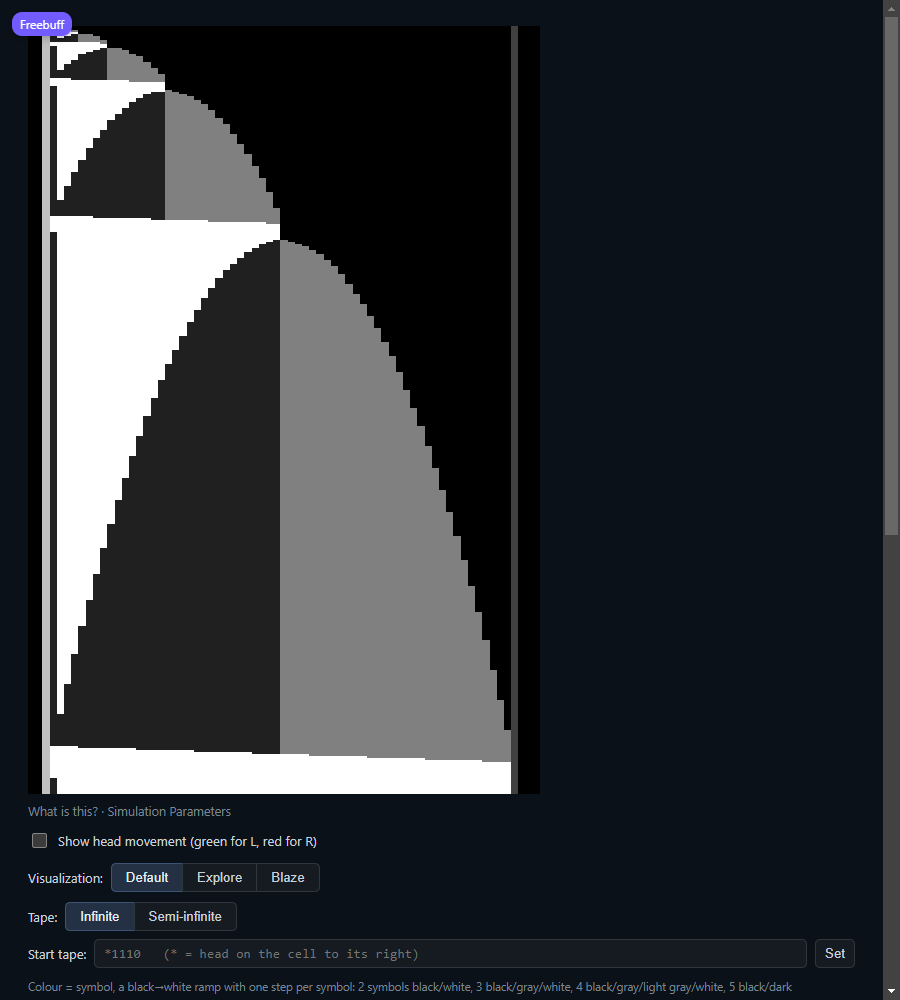 Freebuff
What is this? · Simulation Parameters
Show head movement (green for L, red for R)
Visualization: Default Explore Blaze
Tape: Infinite Semi-infinite
Start tape: *1110 (* = head on the cell to its right) Set
Colour = symbol, a black→white ramp with one step per symbol: 2 symbols black/white, 3 black/gray/white, 4 black/gray/light gray/white, 5 black/dark